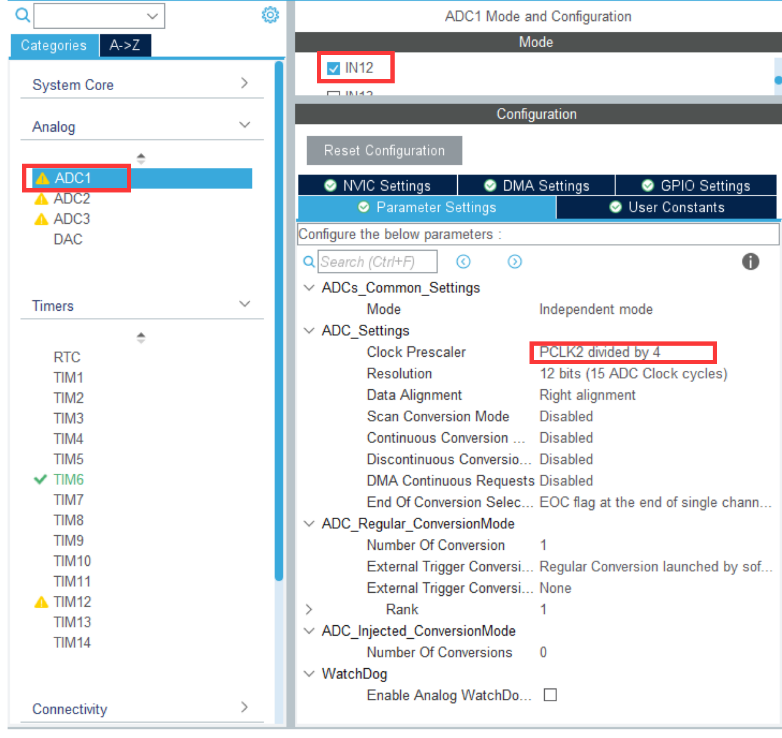 ADC1 Mode and Configuration
Categories A->Z
Mode
IN12
IN13
System Core
Analog
ADC1
ADC2
ADC3
DAC
Timers
RTC
TIM1
TIM2
TIM3
TIM4
TIM5
TIM6
TIM7
TIM8
TIM9
TIM10
TIM11
TIM12
TIM13
TIM14
Connectivity
Configuration
Reset Configuration
NVIC Settings DMA Settings GPIO Settings
Parameter Settings User Constants
Configure the below parameters :
Search (Ctrl+F)
ADCs_Common_Settings
Mode Independent mode
ADC_Settings
Clock Prescaler PCLK2 divided by 4
Resolution 12 bits (15 ADC Clock cycles)
Data Alignment Right alignment
Scan Conversion Mode Disabled
Continuous Conversion ... Disabled
Discontinuous Conversio... Disabled
DMA Continuous Requests Disabled
End Of Conversion Selec... EOC flag at the end of single chann...
ADC_Regular_ConversionMode
Number Of Conversion 1
External Trigger Conversi... Regular Conversion launched by sof...
External Trigger Conversi... None
Rank 1
ADC_Injected_ConversionMode
Number Of Conversions 0
WatchDog
Enable Analog WatchDo...